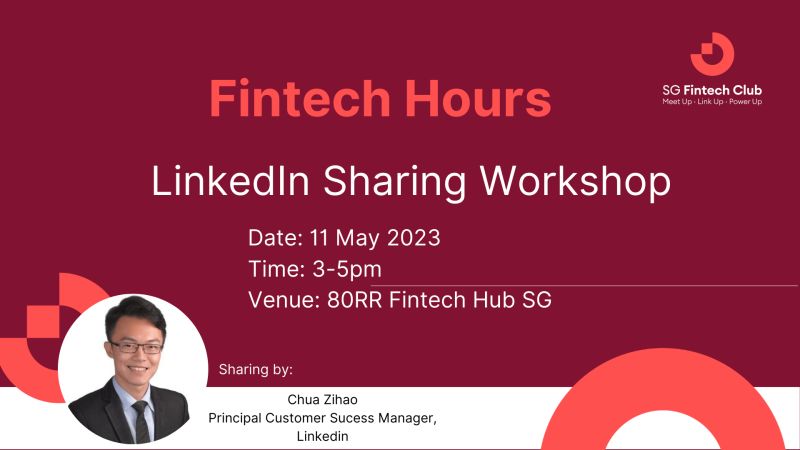 SG Fintech Club
Meet Up · Link Up · Power Up
Fintech Hours
LinkedIn Sharing Workshop
Date: 11 May 2023
Time: 3-5pm
Venue: 80RR Fintech Hub SG
Sharing by:
Chua Zihao
Principal Customer Sucess Manager,
Linkedin